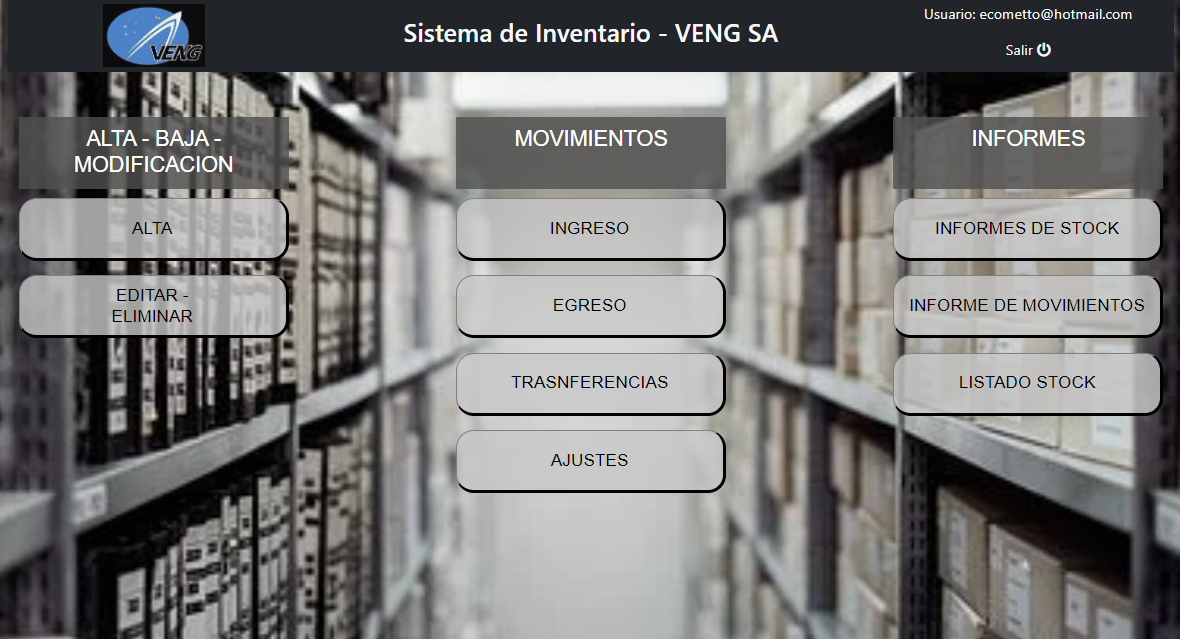 VENG
Sistema de Inventario - VENG SA
Usuario: ecometto@hotmail.com
Salir
ALTA - BAJA -
MODIFICACION
ALTA
EDITAR -
ELIMINAR
MOVIMIENTOS
INGRESO
EGRESO
TRASNFERENCIAS
AJUSTES
INFORMES
INFORMES DE STOCK
INFORME DE MOVIMIENTOS
LISTADO STOCK